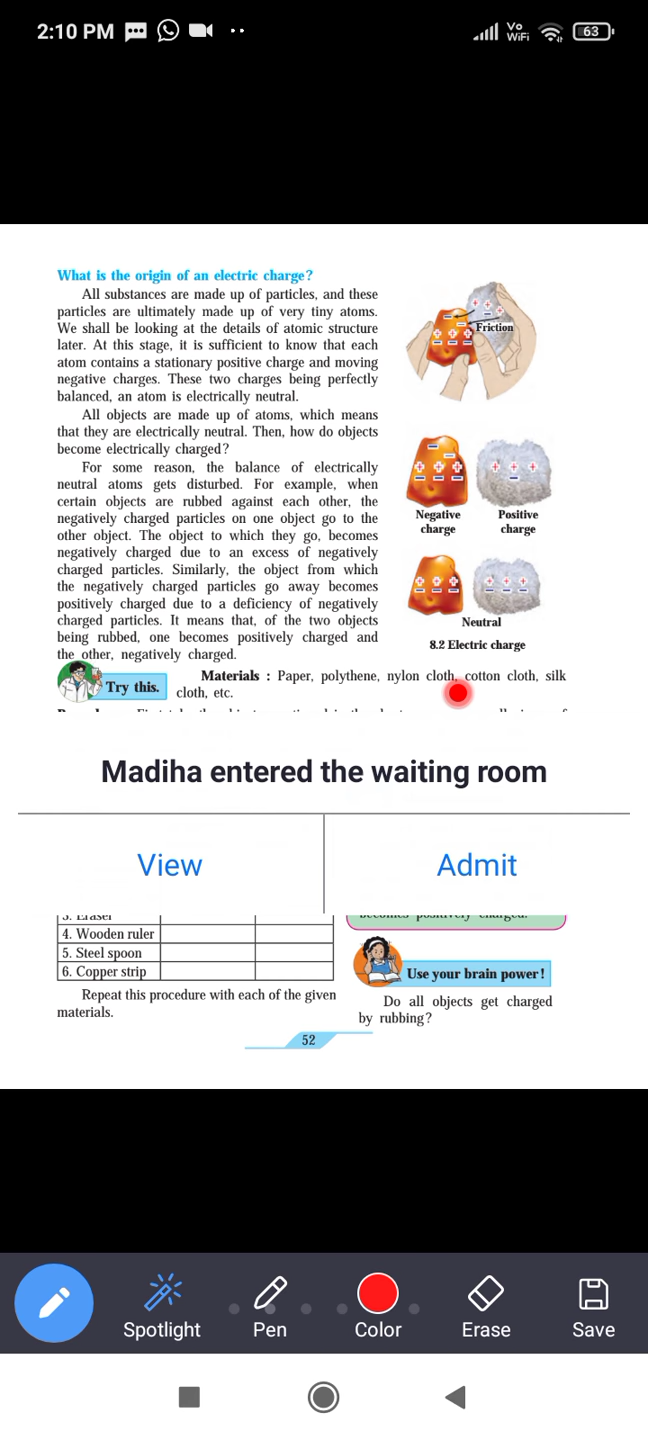 2:10 PM
Vo
WiFi
63
What is the origin of an electric charge?
All substances are made up of particles, and these
particles are ultimately made up of very tiny atoms.
We shall be looking at the details of atomic structure
later. At this stage, it is sufficient to know that each
atom contains a stationary positive charge and moving
negative charges. These two charges being perfectly
balanced, an atom is electrically neutral.
All objects are made up of atoms, which means
that they are electrically neutral. Then, how do objects
become electrically charged?
For some reason, the balance of electrically
neutral atoms gets disturbed. For example, when
certain objects are rubbed against each other, the
negatively charged particles on one object go to the
other object. The object to which they go, becomes
negatively charged due to an excess of negatively
charged particles. Similarly, the object from which
the negatively charged particles go away becomes
positively charged due to a deficiency of negatively
charged particles. It means that, of the two objects
being rubbed, one becomes positively charged and
the other, negatively charged.
Friction
Negative
charge
Positive
charge
Neutral
8.2 Electric charge
Try this.
Materials : Paper, polythene, nylon cloth, cotton cloth, silk
cloth, etc.
Madiha entered the waiting room
View
Admit
3. Eraser
4. Wooden ruler
5. Steel spoon
6. Copper strip
Repeat this procedure with each of the given
materials.
becomes positively charged.
Use your brain power!
Do all objects get charged
by rubbing?
52
Spotlight
Pen
Color
Erase
Save